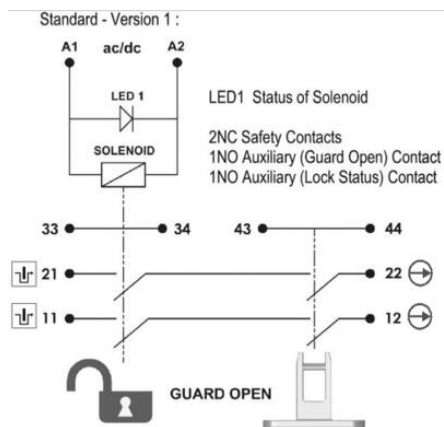 Standard - Version 1 :
A1 ac/dc A2
LED 1
LED1 Status of Solenoid
SOLENOID
2NC Safety Contacts
1NO Auxiliary (Guard Open) Contact
1NO Auxiliary (Lock Status) Contact
33 34 43 44
21 22
11 12
GUARD OPEN